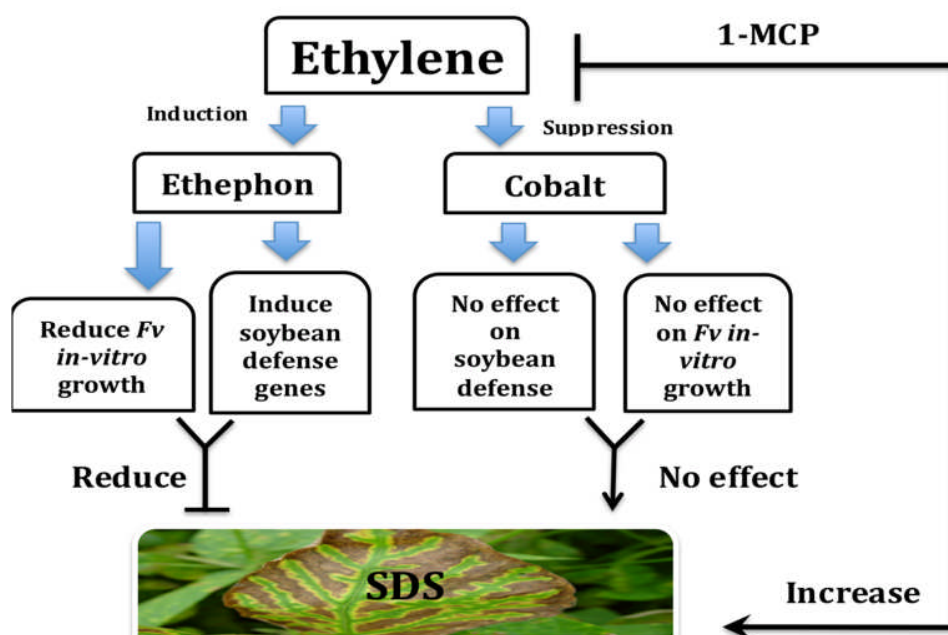 1-MCP
Ethylene
Induction
Suppression
Ethephon
Cobalt
Reduce Fv
in-vitro
growth
Induce
soybean
defense
genes
No effect
on
soybean
defense
No effect
on Fv in-
vitro
growth
Reduce
No effect
SDS
Increase